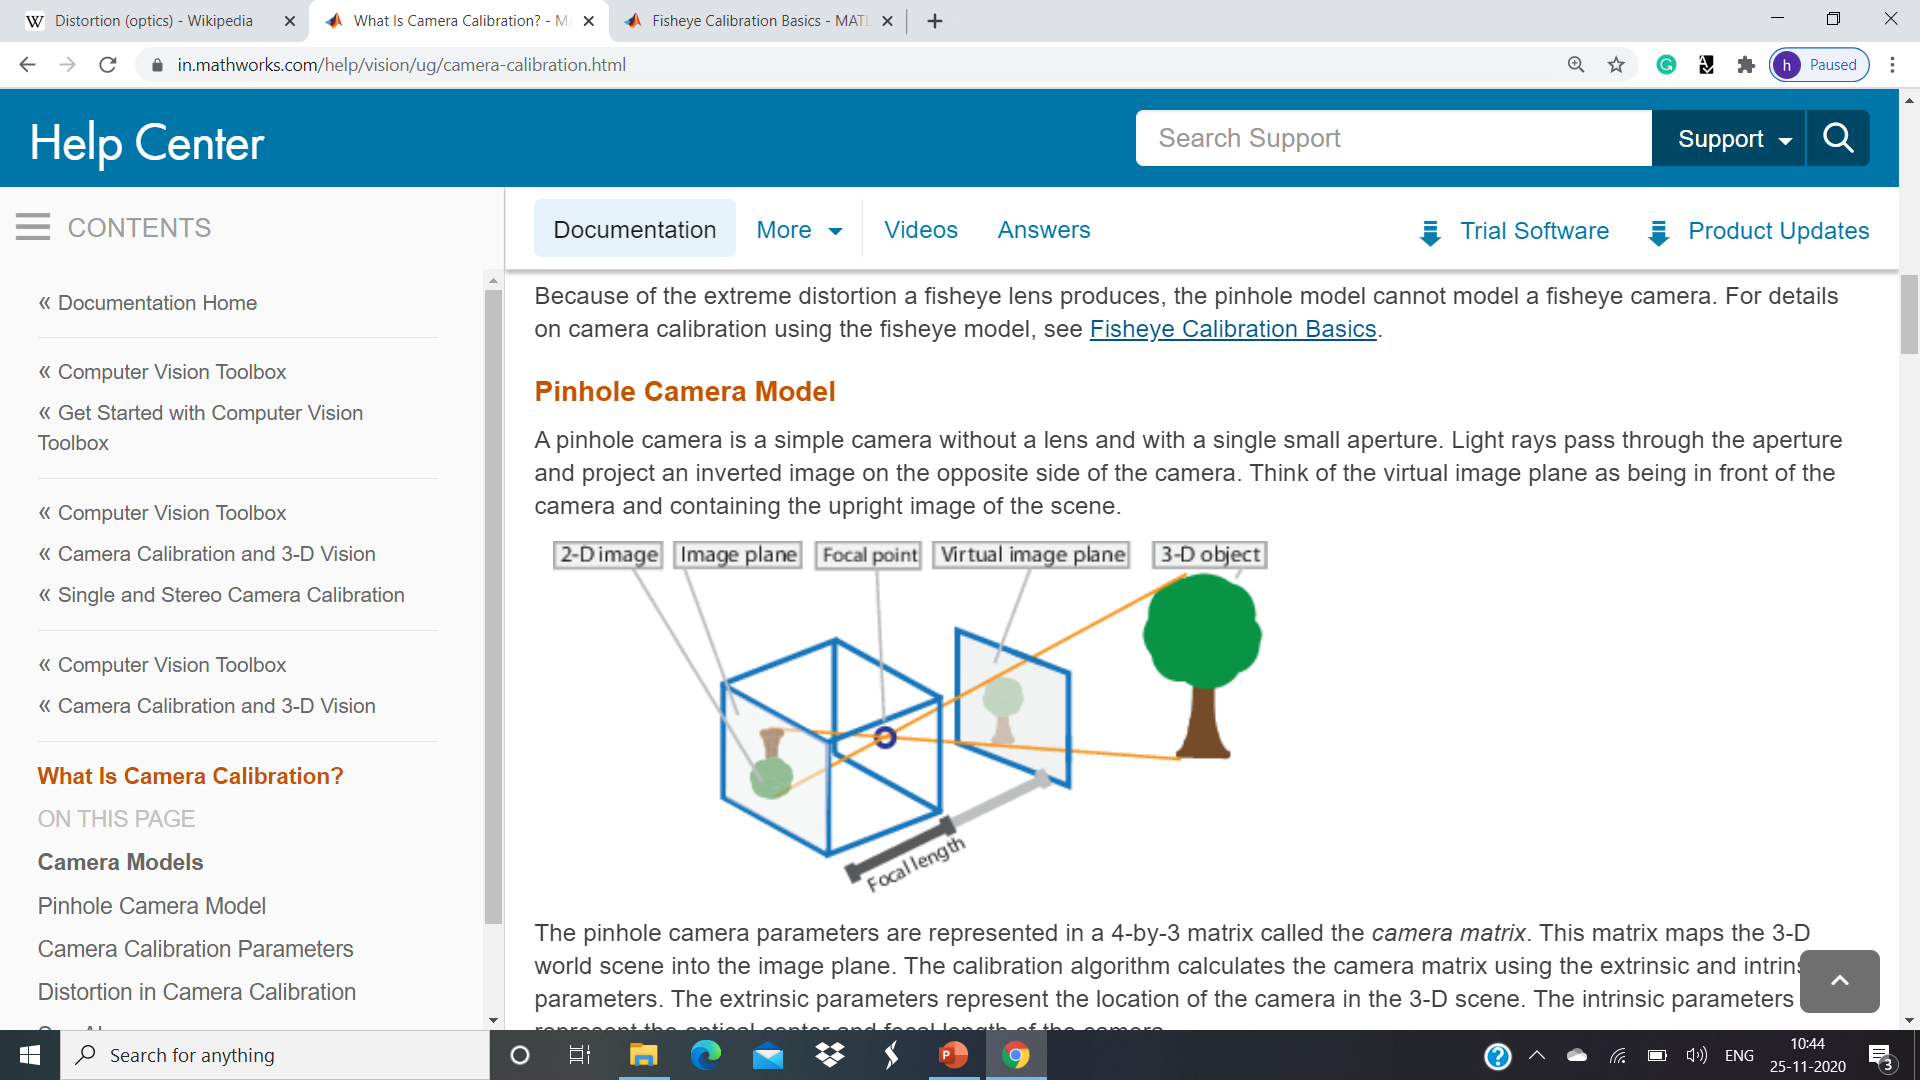 Distortion (optics) - Wikipedia
What Is Camera Calibration? - M
Fisheye Calibration Basics - MATL
in.mathworks.com/help/vision/ug/camera-calibration.html
h Paused
Help Center
Search Support
Support
CONTENTS
Documentation
More
Videos
Answers
Trial Software
Product Updates
« Documentation Home
« Computer Vision Toolbox
« Get Started with Computer Vision
Toolbox
« Computer Vision Toolbox
« Camera Calibration and 3-D Vision
« Single and Stereo Camera Calibration
« Computer Vision Toolbox
« Camera Calibration and 3-D Vision
What Is Camera Calibration?
ON THIS PAGE
Camera Models
Pinhole Camera Model
Camera Calibration Parameters
Distortion in Camera Calibration
Because of the extreme distortion a fisheye lens produces, the pinhole model cannot model a fisheye camera. For details
on camera calibration using the fisheye model, see Fisheye Calibration Basics.
Pinhole Camera Model
A pinhole camera is a simple camera without a lens and with a single small aperture. Light rays pass through the aperture
and project an inverted image on the opposite side of the camera. Think of the virtual image plane as being in front of the
camera and containing the upright image of the scene.
2-D image
Image plane
Focal point
Virtual image plane
3-D object
Focal length
The pinhole camera parameters are represented in a 4-by-3 matrix called the camera matrix. This matrix maps the 3-D
world scene into the image plane. The calibration algorithm calculates the camera matrix using the extrinsic and intrins
parameters. The extrinsic parameters represent the location of the camera in the 3-D scene. The intrinsic parameters
represent the optical center and focal length of the camera.
Search for anything
ENG
10:44
25-11-2020
3